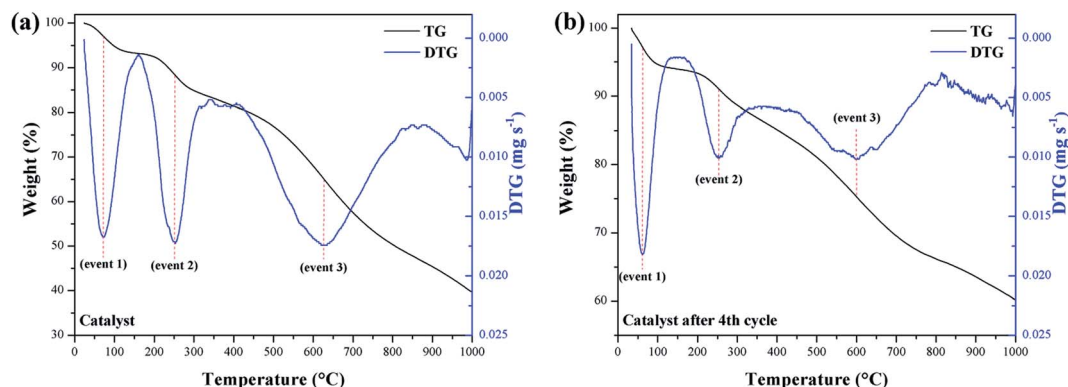 (a)
TG
DTG
Weight (%)
100
90
80
70
60
50
40
30
0.000
0.005
0.010
0.015
0.020
0.025
DTG (mg s-1)
(event 1)
(event 2)
(event 3)
Catalyst
0 100 200 300 400 500 600 700 800 900 1000
Temperature (°C)
(b)
TG
DTG
Weight (%)
100
90
80
70
60
0.000
0.005
0.010
0.015
0.020
0.025
DTG (mg s-1)
(event 3)
(event 2)
(event 1)
Catalyst after 4th cycle
0 100 200 300 400 500 600 700 800 900 1000
Temperature (°C)